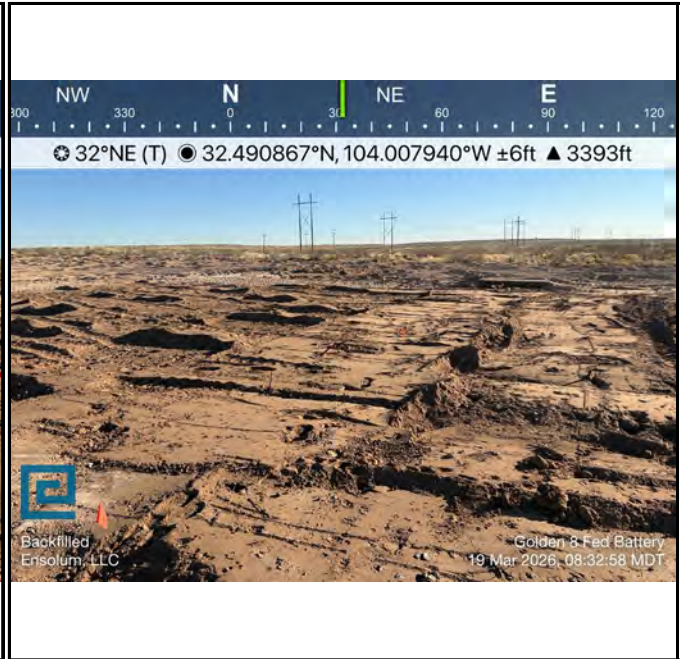 NW N NE E
300 330 0 30 60 90 120
32°NE (T) 32.490867°N, 104.007940°W ±6ft ▲ 3393ft
Backfilled
Ensolum, LLC
Golden 8 Fed Battery
19 Mar 2026, 08:32:58 MDT